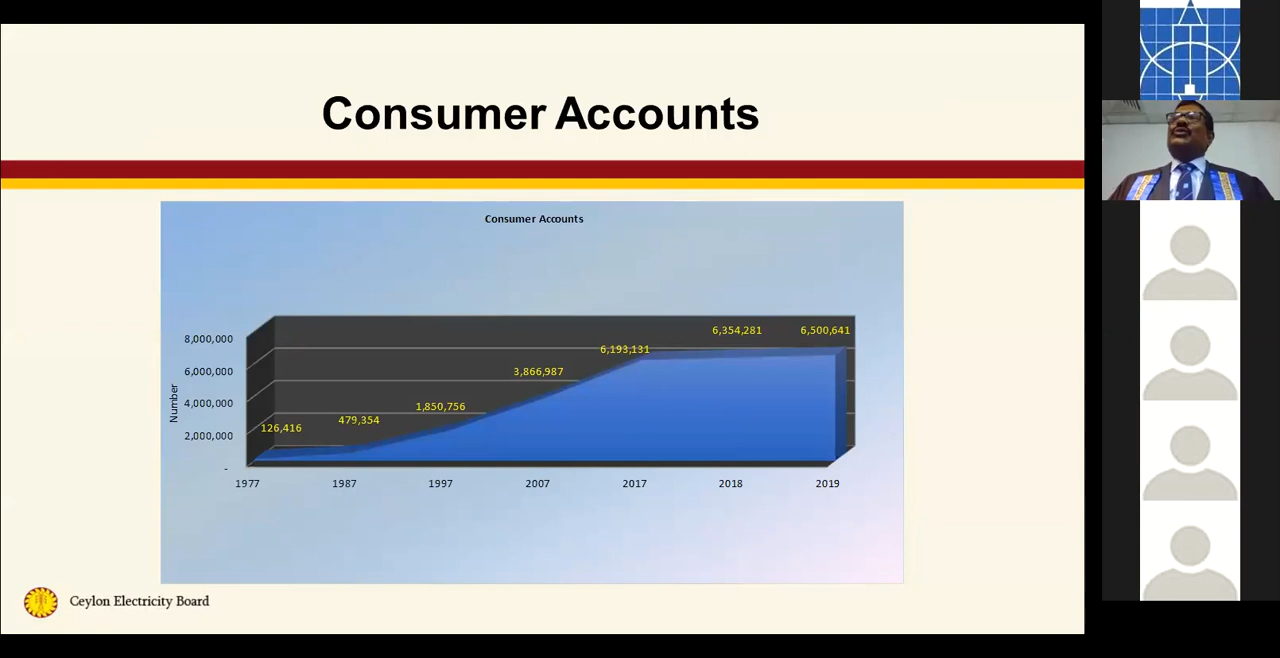 Consumer Accounts
Consumer Accounts
8,000,000
6,000,000
4,000,000
2,000,000
-
Number
126,416
479,354
1,850,756
3,866,987
6,193,131
6,354,281
6,500,641
1977 1987 1997 2007 2017 2018 2019
Ceylon Electricity Board